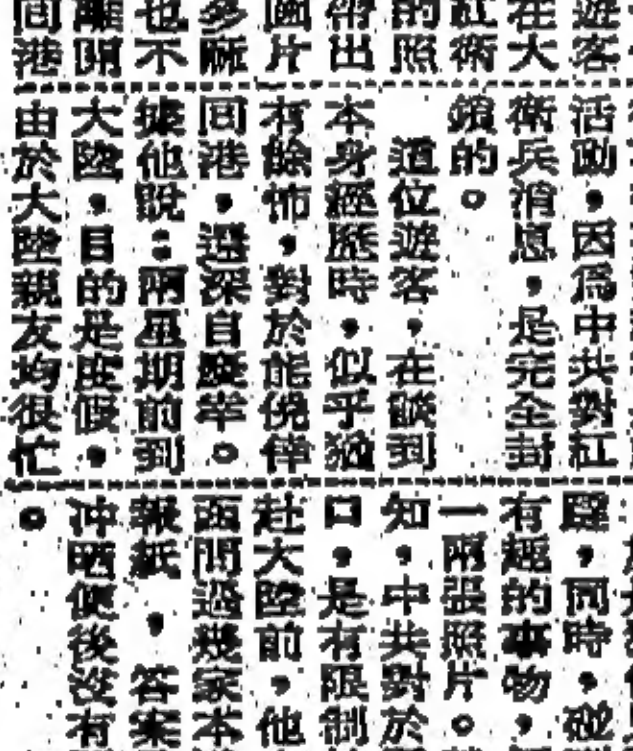 遊客
在大
紅衛
的照
帶出
圖片
多麻
也不
離開
回港
活動，因爲中共對紅
衛兵消息，是完全封
鎖的。
這位遊客，在談到
本身經歷時，似乎猶
有餘怖，對於能僥倖
回港，還深自慶幸。
據他說：兩星期前到
大陸，目的是度假，
由於大陸親友均很忙
，同時，碰
有趣的事物，
一兩張照片。
知，中共對於
口，是有限制
赴大陸前，他
面問過幾家本
報紙，答案
沖晒便後沒有
。